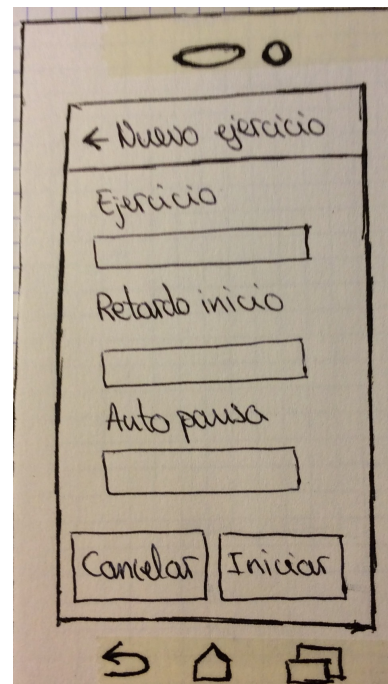 ← Nuevo ejercicio
Ejercicio
Retardo inicio
Auto pausa
Cancelar Iniciar